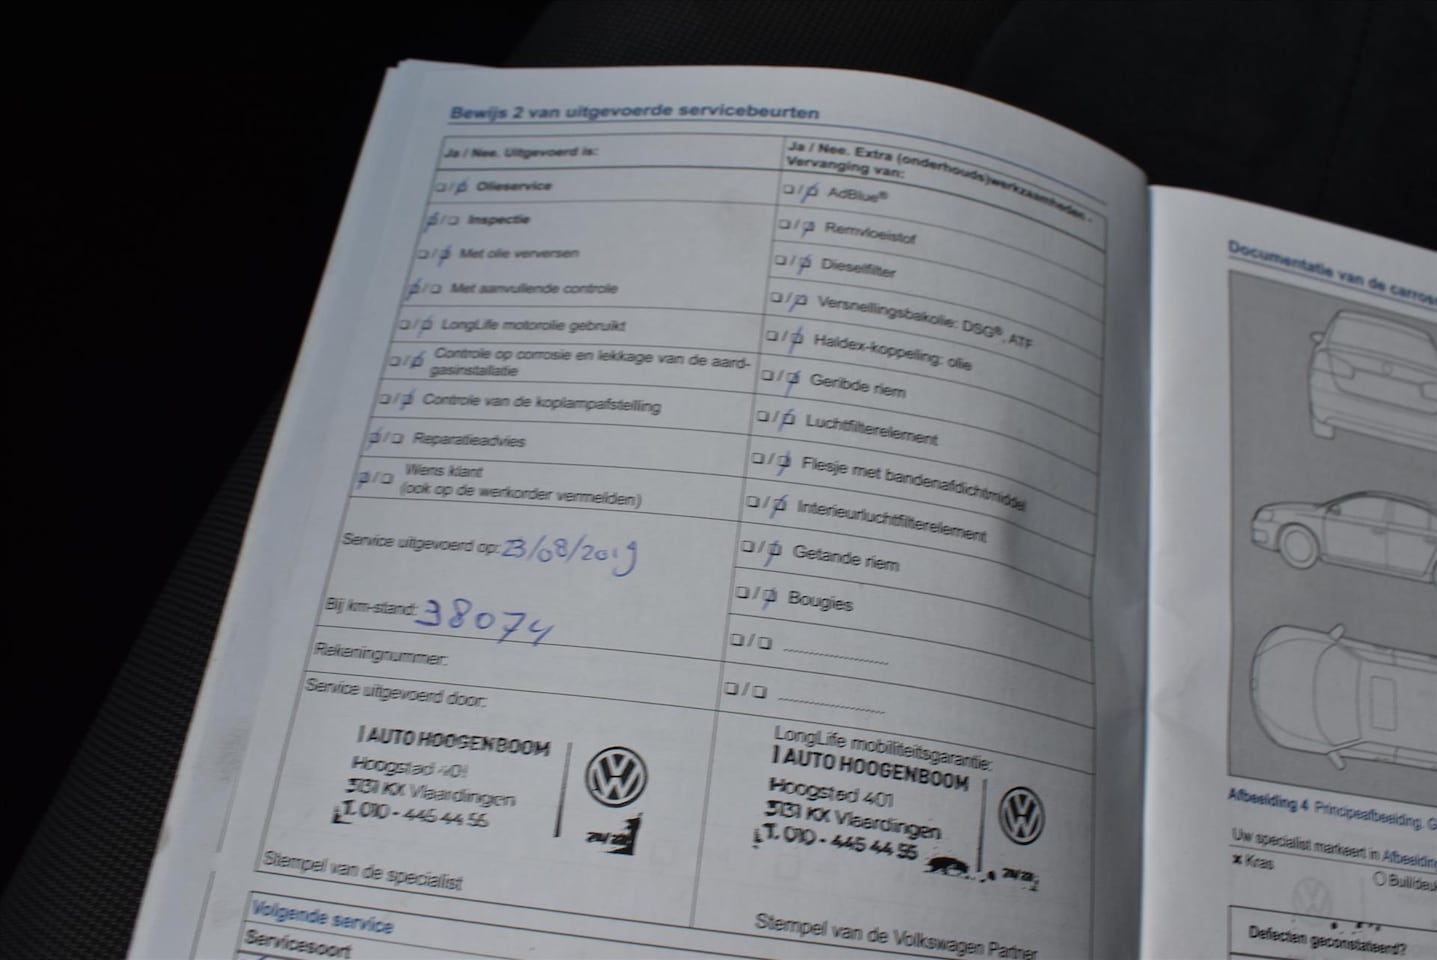 Bewijs 2 van uitgevoerde servicebeurten
Ja / Nee. Uitgevoerd is:
❏/❏ Olieservice
❏/❏ Inspectie
❏/❏ Met olie verversen
❏/❏ Met aanvullende controle
❏/❏ LongLife motorolie gebruikt
❏/❏ Controle op corrosie en lekkage van de aard-
gasinstallatie
❏/❏ Controle van de koplampafstelling
❏/❏ Reparatieadvies
❏/❏ Wens klant
(ook op de werkorder vermelden)
Service uitgevoerd op: 23/08/2019
Bij km-stand: 38074
Rekeningnummer:
Service uitgevoerd door:
AUTO HOOGENBOOM
Hoogstad 401
3131 KX Vlaardingen
T. 010 - 445 44 55
Stempel van de specialist
Ja / Nee. Extra (onderhouds)werkzaamheden -
Vervanging van:
❏/❏ AdBlue®
❏/❏ Remvloeistof
❏/❏ Dieselfilter
❏/❏ Versnellingsbakolie: DSG®, ATF
❏/❏ Haldex-koppeling: olie
❏/❏ Geribde riem
❏/❏ Luchtfilterelement
❏/❏ Flesje met bandenafdichtmiddel
❏/❏ Interieurluchtfilterelement
❏/❏ Getande riem
❏/❏ Bougies
❏/❏ ......................
❏/❏ ......................
LongLife mobiliteitsgarantie:
AUTO HOOGENBOOM
Hoogstad 401
3131 KX Vlaardingen
T. 010 - 445 44 55
Stempel van de Volkswagen Partner
Volgende service
Servicesoort
Documentatie van de
Afbeelding 4 Principeafbeelding.
Uw specialist markeert in
x Kras
Defecten geconstateerd?